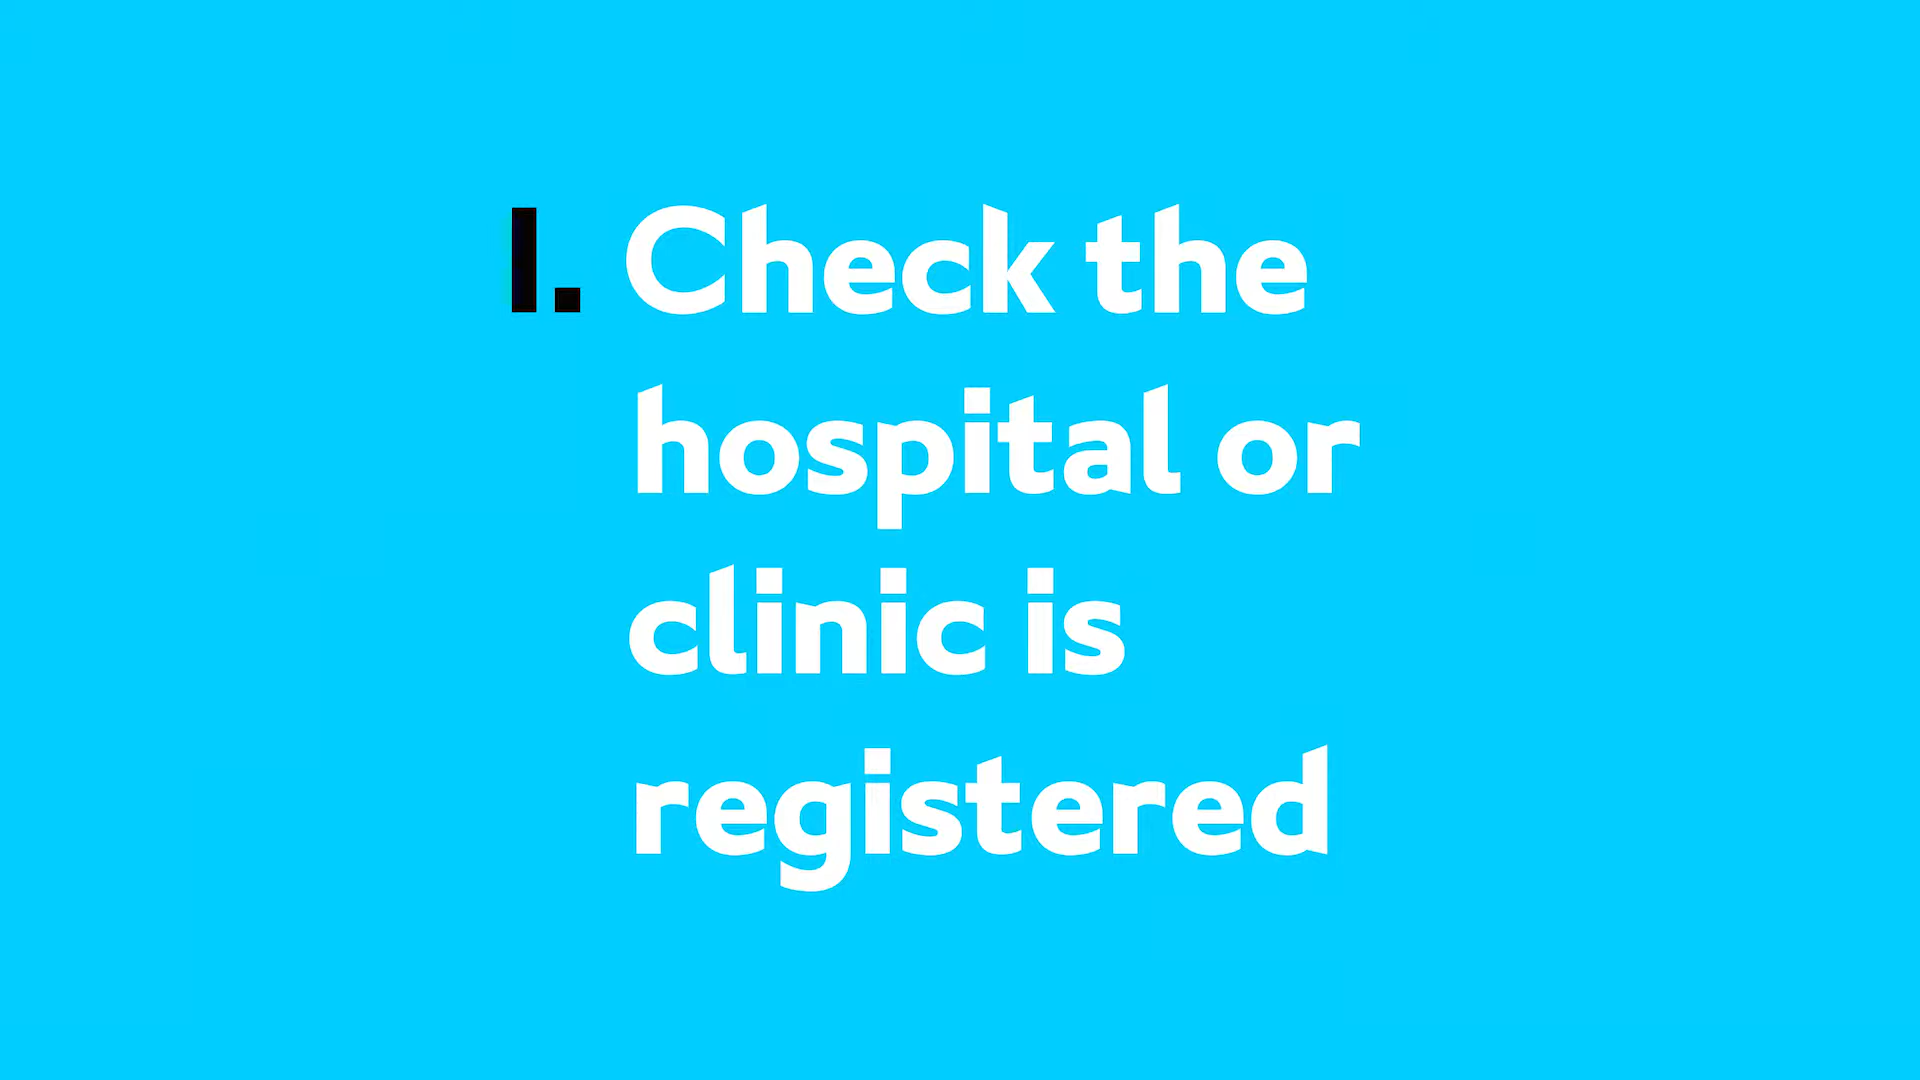 1. Check the
hospital or
clinic is
registered